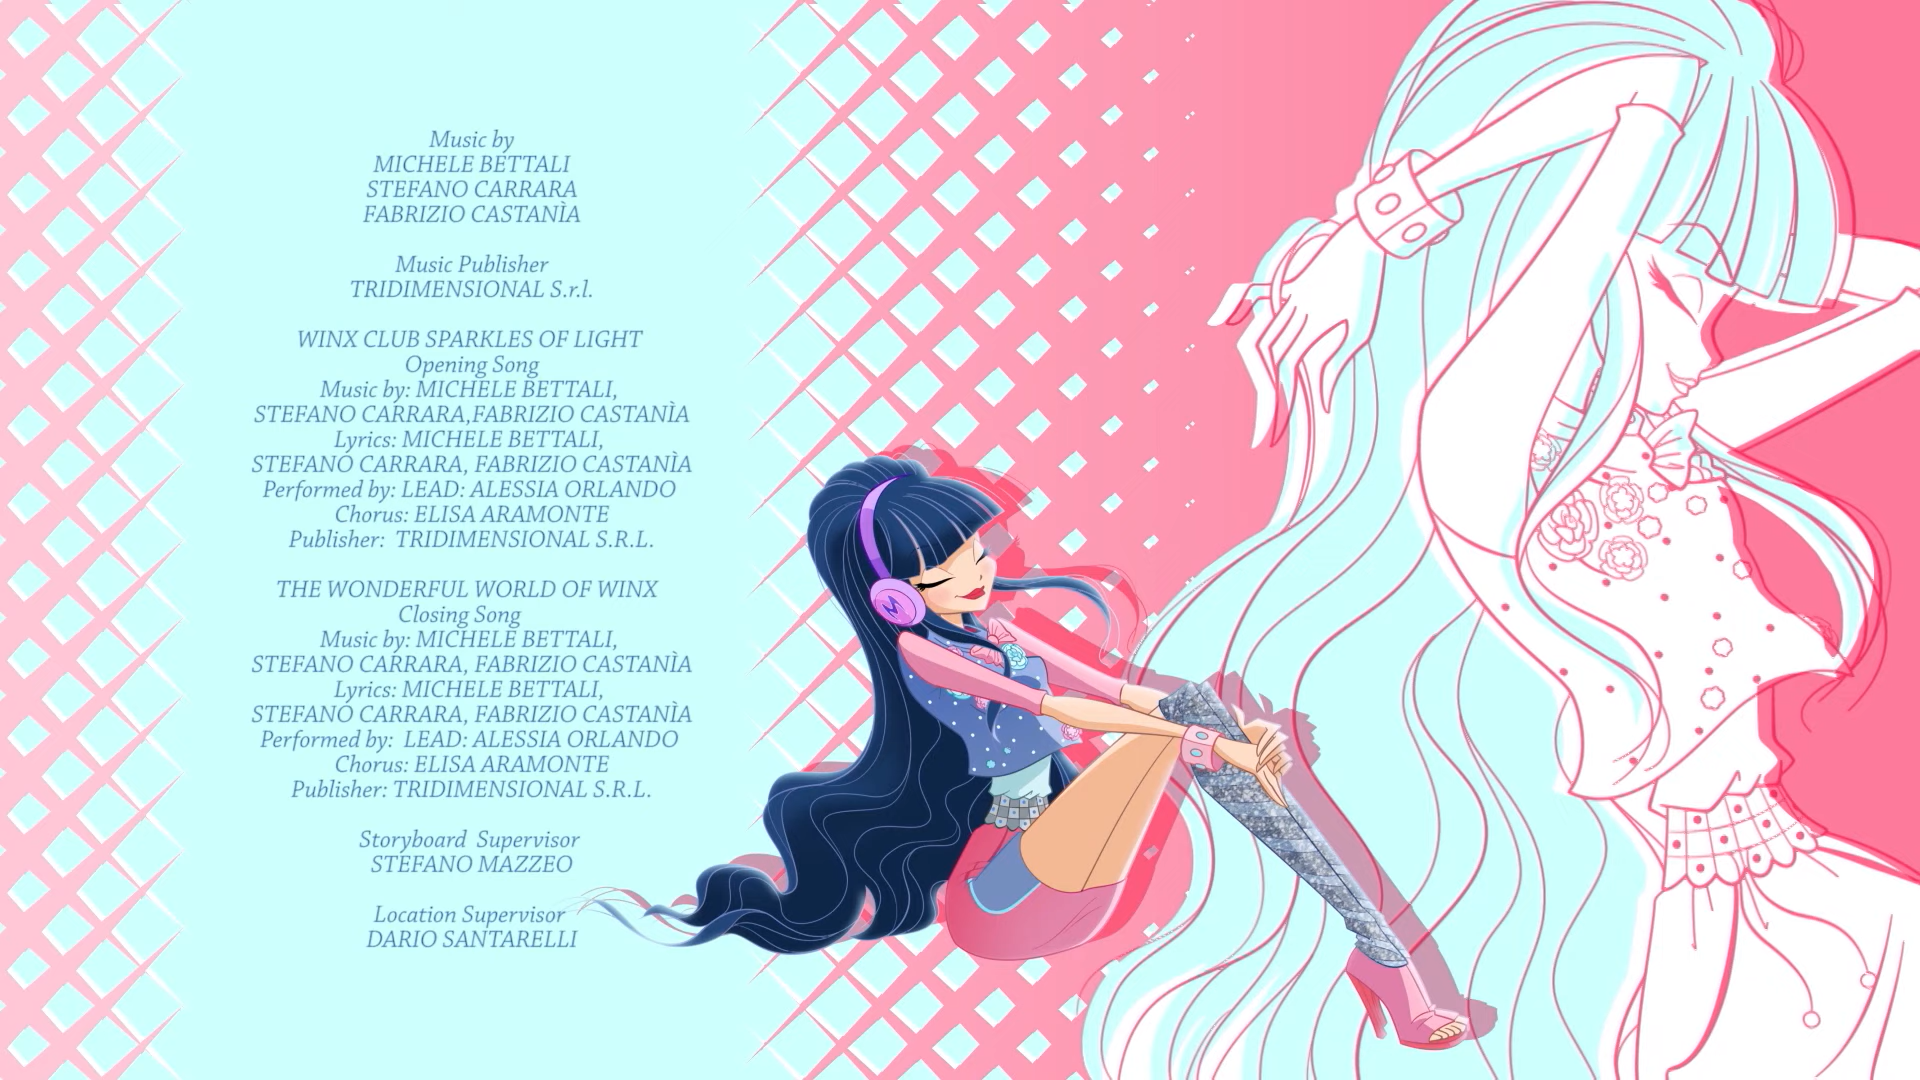 Music by
MICHELE BETTALI
STEFANO CARRARA
FABRIZIO CASTANÌA
Music Publisher
TRIDIMENSIONAL S.r.l.
WINX CLUB SPARKLES OF LIGHT
Opening Song
Music by: MICHELE BETTALI,
STEFANO CARRARA,FABRIZIO CASTANÌA
Lyrics: MICHELE BETTALI,
STEFANO CARRARA, FABRIZIO CASTANÌA
Performed by: LEAD: ALESSIA ORLANDO
Chorus: ELISA ARAMONTE
Publisher:  TRIDIMENSIONAL S.R.L.
THE WONDERFUL WORLD OF WINX
Closing Song
Music by: MICHELE BETTALI,
STEFANO CARRARA, FABRIZIO CASTANÌA
Lyrics: MICHELE BETTALI,
STEFANO CARRARA, FABRIZIO CASTANÌA
Performed by:  LEAD: ALESSIA ORLANDO
Chorus: ELISA ARAMONTE
Publisher: TRIDIMENSIONAL S.R.L.
Storyboard  Supervisor
STEFANO MAZZEO
Location Supervisor
DARIO SANTARELLI
M